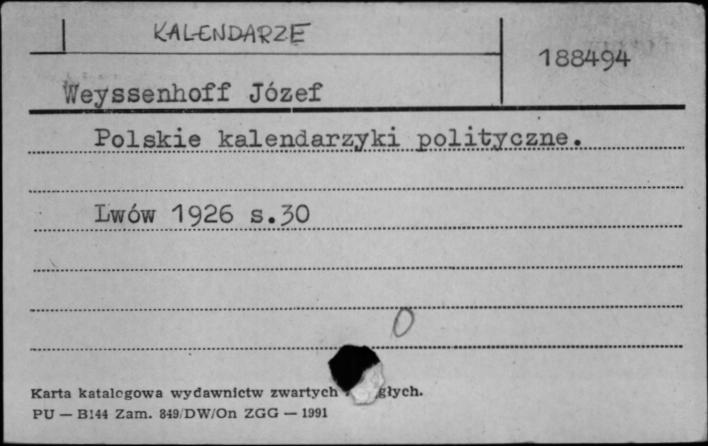 KALENDARZE
188494
Weyssenhoff Józef
Polskie kalendarzyki polityczne.
Lwów 1926 s.30
0
Karta katalogowa wydawnictw zwartych głych.
PU — B144 Zam. 849/DW/On ZGG — 1991